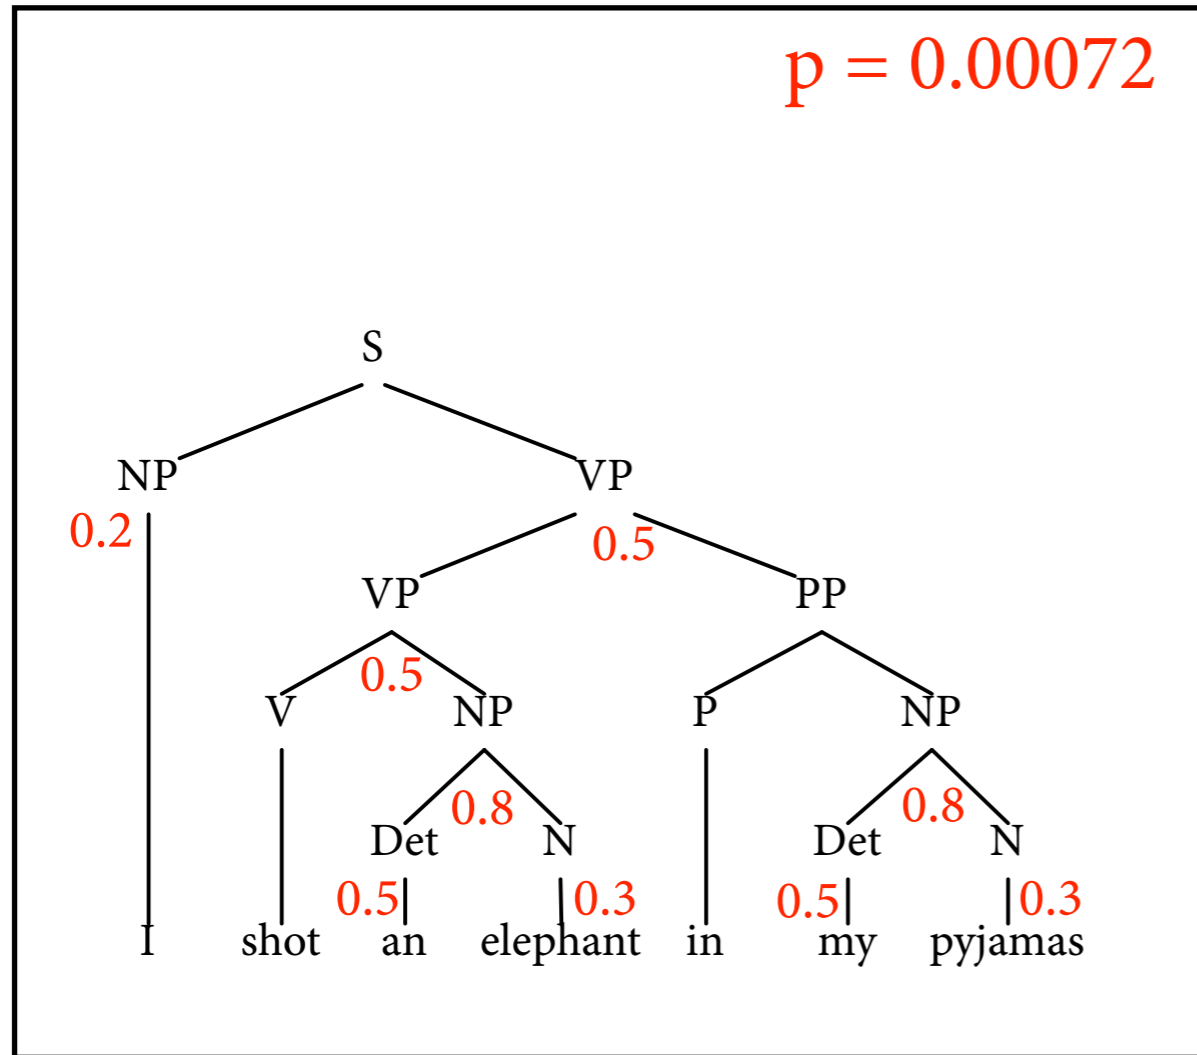 p = 0.00072
S
NP VP
0.2 0.5
VP PP
0.5
V NP P NP
0.8 0.8
Det N Det N
0.5 0.3 0.5 0.3
I shot an elephant in my pyjamas